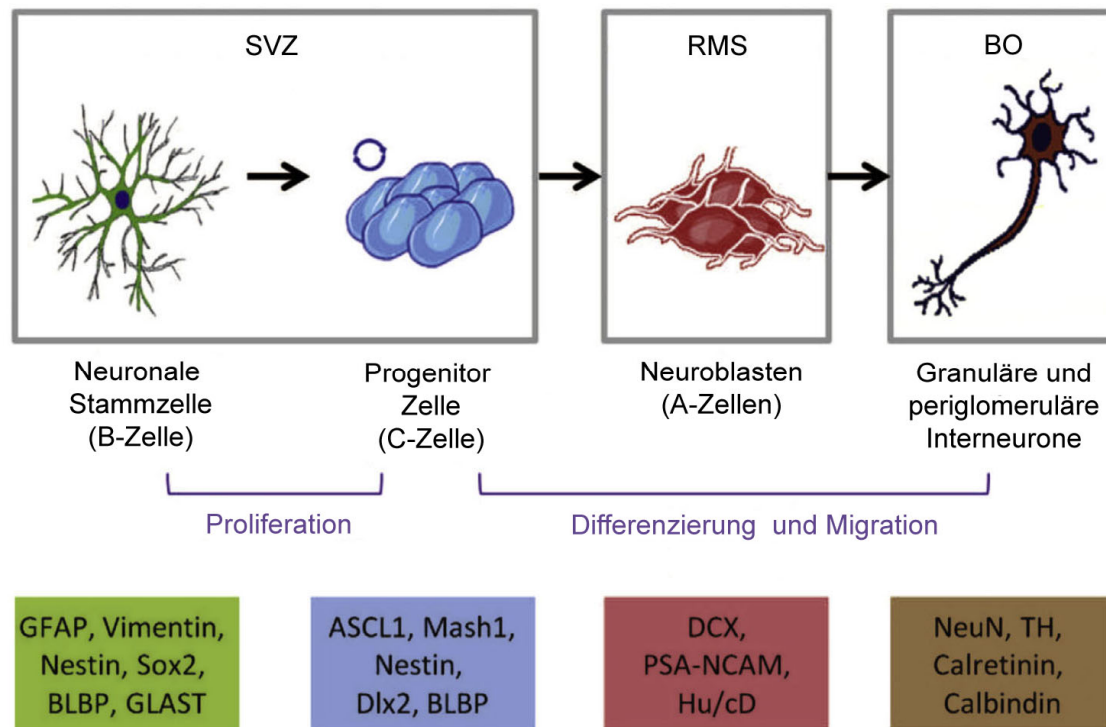 SVZ
RMS
BO
Neuronale
Stammzelle
(B-Zelle)
Progenitor
Zelle
(C-Zelle)
Neuroblasten
(A-Zellen)
Granuläre und
periglomeruläre
Interneurone
Proliferation
Differenzierung und Migration
GFAP, Vimentin,
Nestin, Sox2,
BLBP, GLAST
ASCL1, Mash1,
Nestin,
Dlx2, BLBP
DCX,
PSA-NCAM,
Hu/cD
NeuN, TH,
Calretinin,
Calbindin